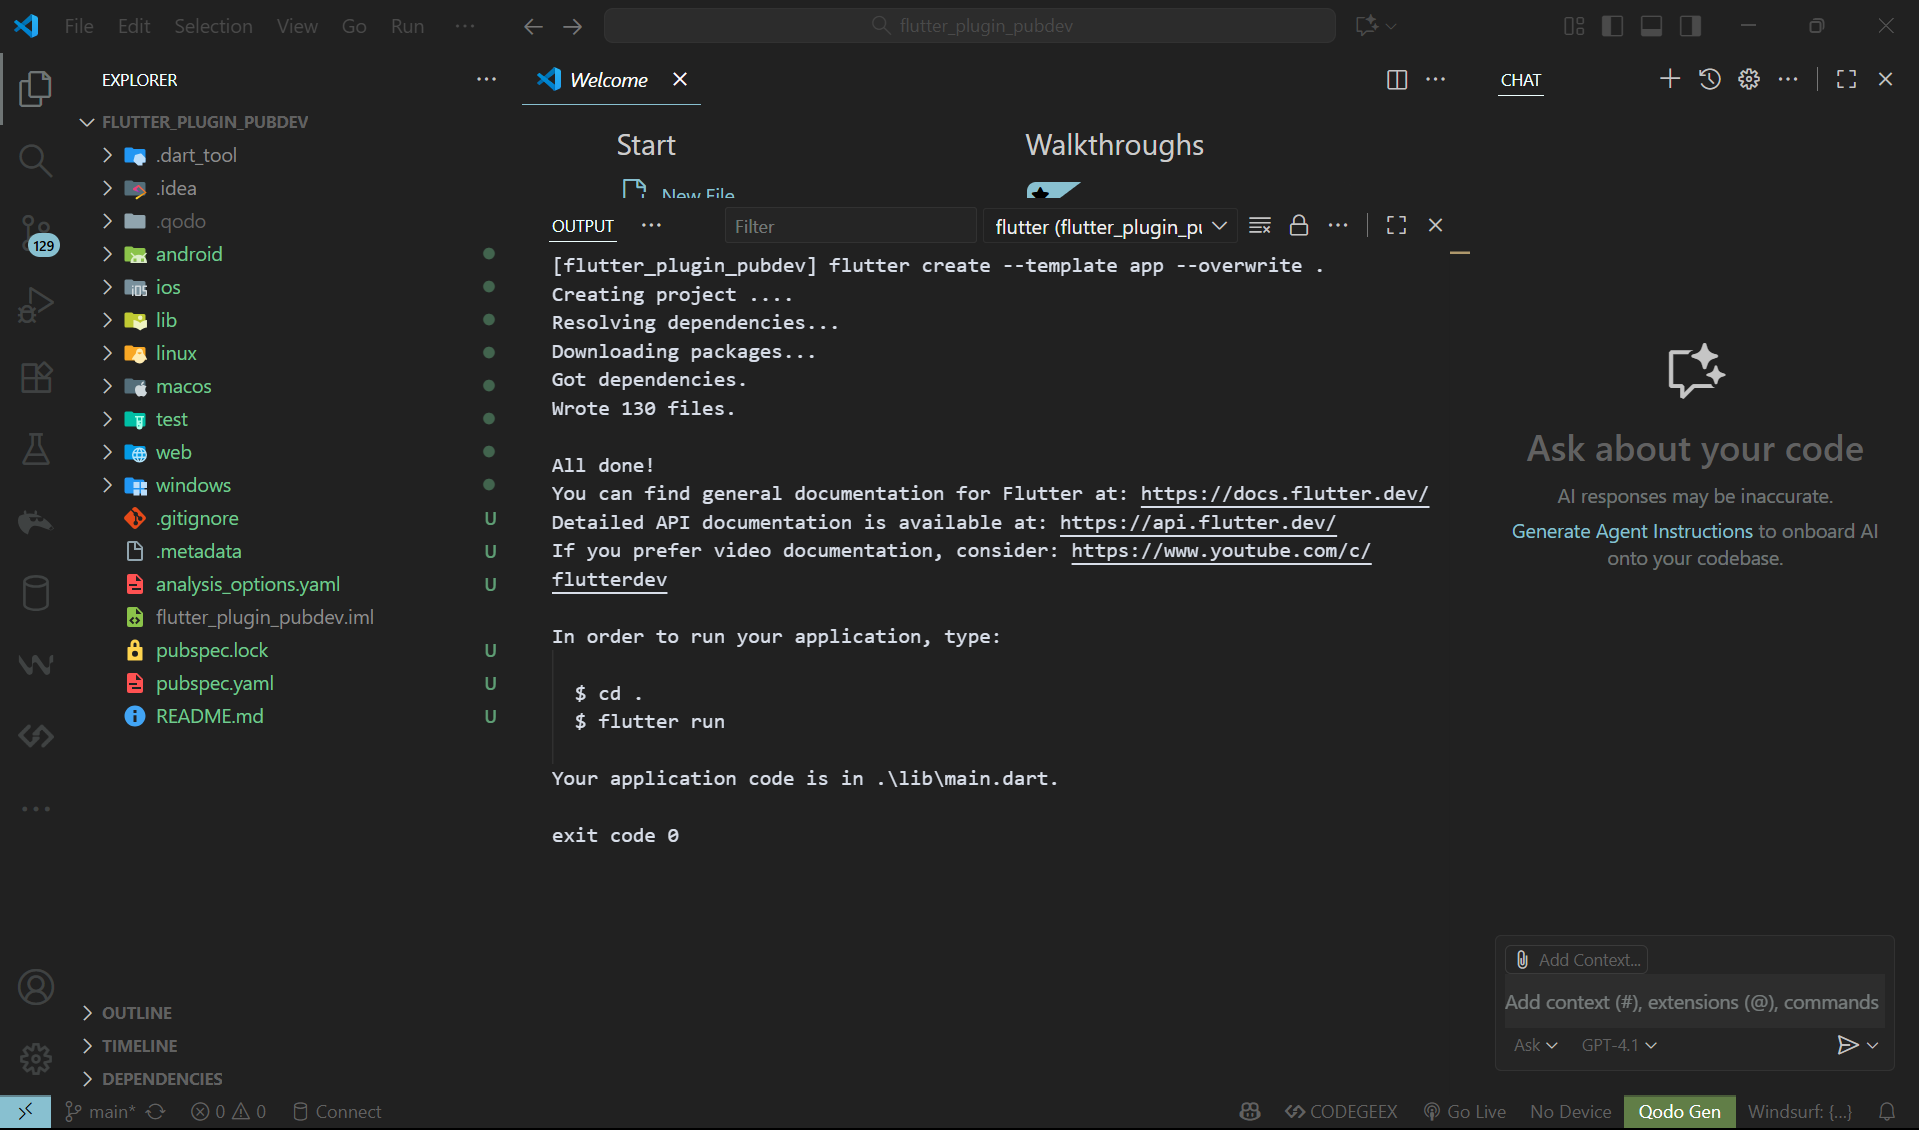 File Edit Selection View Go Run ...
flutter_plugin_pubdev
EXPLORER
FLUTTER_PLUGIN_PUBDEV
.dart_tool
.idea
.qodo
android
ios
lib
linux
macos
test
web
windows
.gitignore U
.metadata U
analysis_options.yaml U
flutter_plugin_pubdev.iml
pubspec.lock U
pubspec.yaml U
README.md U
OUTLINE
TIMELINE
DEPENDENCIES
129
Welcome
Start
Walkthroughs
New File
OUTPUT
Filter
flutter (flutter_plugin_pu
[flutter_plugin_pubdev] flutter create --template app --overwrite .
Creating project ....
Resolving dependencies...
Downloading packages...
Got dependencies.
Wrote 130 files.
All done!
You can find general documentation for Flutter at: https://docs.flutter.dev/
Detailed API documentation is available at: https://api.flutter.dev/
If you prefer video documentation, consider: https://www.youtube.com/c/
flutterdev
In order to run your application, type:
$ cd .
$ flutter run
Your application code is in .\lib\main.dart.
exit code 0
CHAT
Ask about your code
AI responses may be inaccurate.
Generate Agent Instructions to onboard AI
onto your codebase.
Add Context...
Add context (#), extensions (@), commands
Ask GPT-4.1
main* 0 0 Connect
CODEGEEX Go Live No Device Qodo Gen Windsurf: {...}